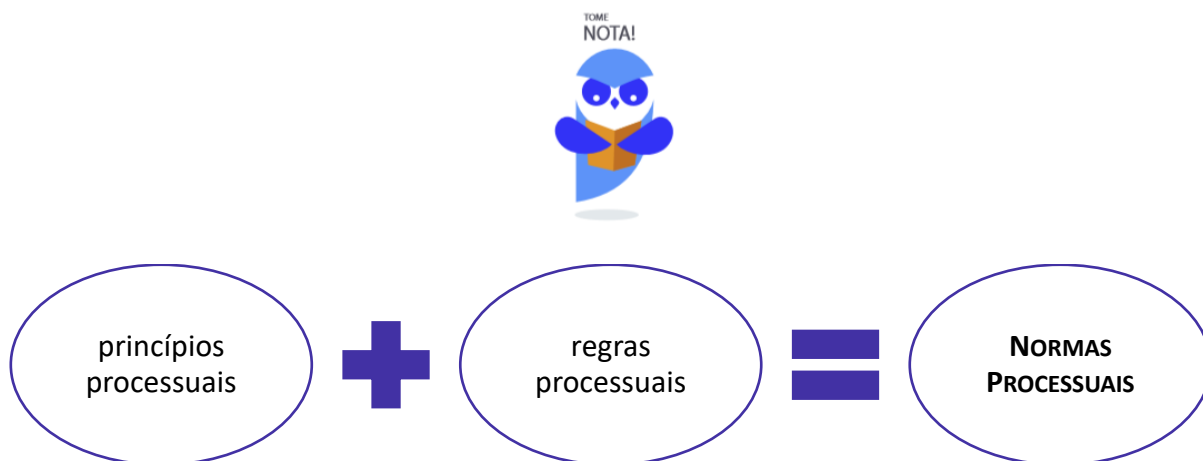 TOME
NOTA!
princípios
processuais
regras
processuais
NORMAS
PROCESSUAIS